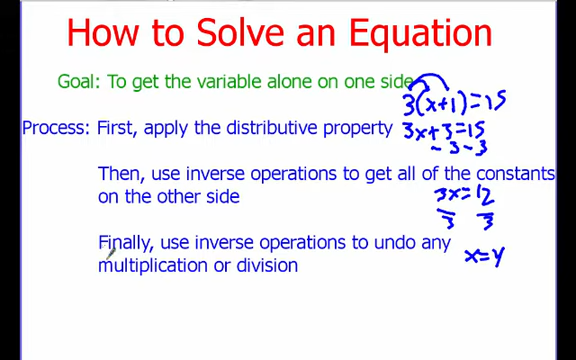 How to Solve an Equation
Goal: To get the variable alone on one side
3(x+1)=15
Process: First, apply the distributive property
3x+3=15
-3 -3
Then, use inverse operations to get all of the constants
on the other side
3x=12
3 3
Finally, use inverse operations to undo any
multiplication or division
x=4